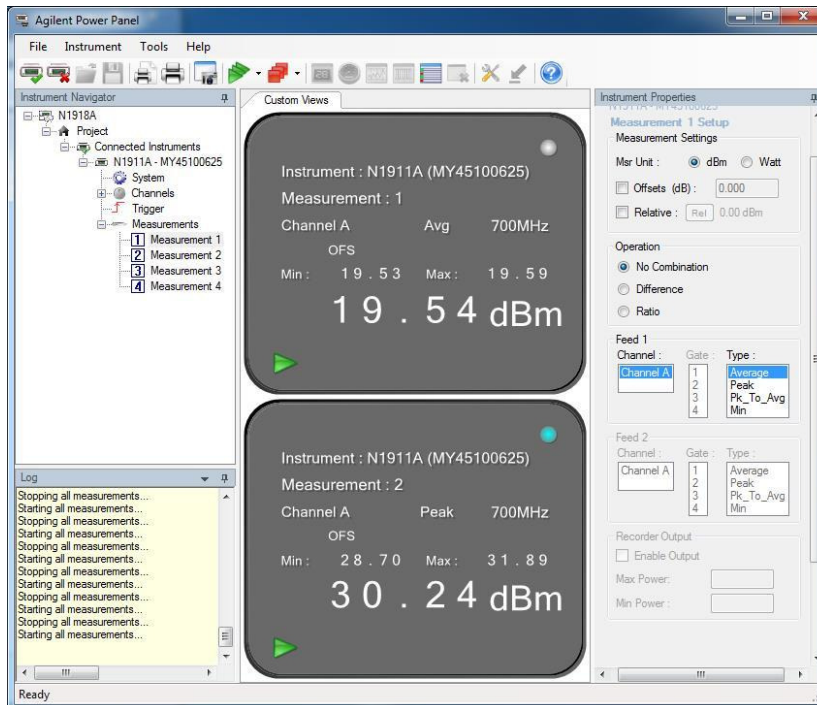 Agilent Power Panel
File Instrument Tools Help
Instrument Navigator
N1918A
Project
Connected Instruments
N1911A - MY45100625
System
Channels
Trigger
Measurements
1 Measurement 1
2 Measurement 2
3 Measurement 3
4 Measurement 4
Log
Stopping all measurements...
Starting all measurements...
Stopping all measurements...
Starting all measurements...
Stopping all measurements...
Starting all measurements...
Stopping all measurements...
Starting all measurements...
Stopping all measurements...
Starting all measurements...
Stopping all measurements...
Starting all measurements...
Custom Views
Instrument : N1911A (MY45100625)
Measurement : 1
Channel A Avg 700MHz
OFS
Min : 19.53 Max : 19.59
19.54 dBm
Instrument : N1911A (MY45100625)
Measurement : 2
Channel A Peak 700MHz
OFS
Min : 28.70 Max : 31.89
30.24 dBm
Instrument Properties
Measurement 1 Setup
Measurement Settings
Msr Unit : dBm Watt
Offsets (dB) : 0.000
Relative : Rel 0.00 dBm
Operation
No Combination
Difference
Ratio
Feed 1
Channel : Gate : Type :
Channel A 1 Average
2 Peak
3 Pk_To_Avg
4 Min
Feed 2
Channel : Gate : Type :
Channel A 1 Average
2 Peak
3 Pk_To_Avg
4 Min
Recorder Output
Enable Output
Max Power:
Min Power :
Ready